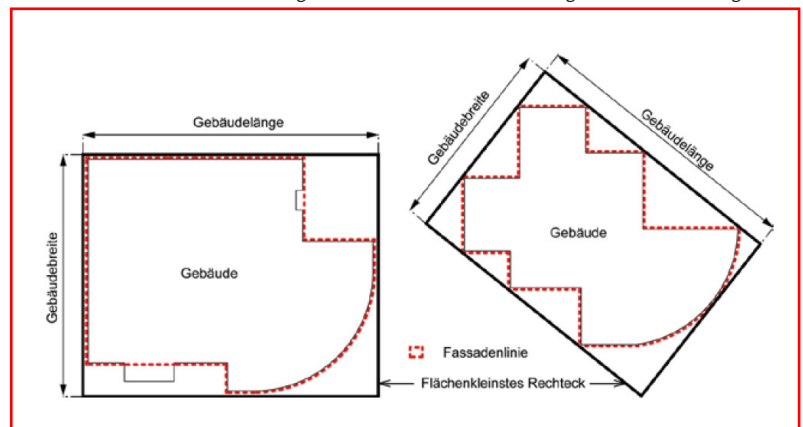 Gebäudelänge
Gebäudebreite
Gebäude
Gebäudebreite
Gebäudelänge
Gebäude
Fassadenlinie
Flächenkleinstes Rechteck